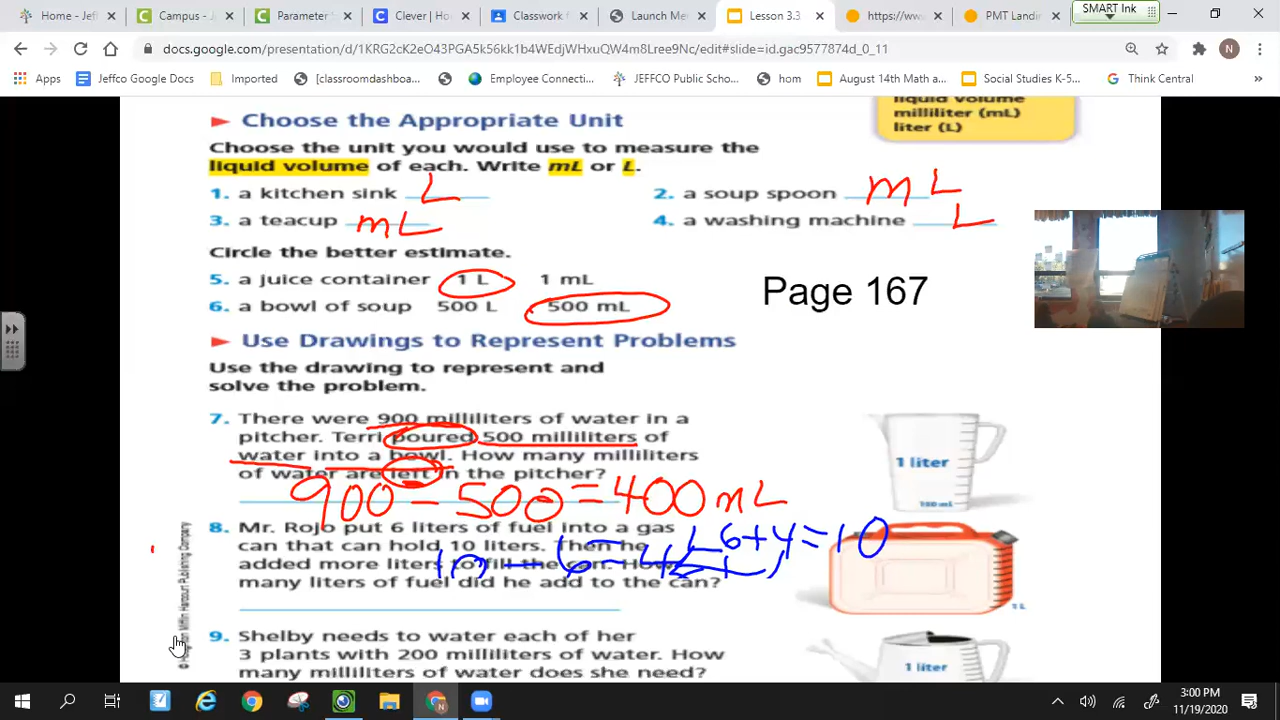 Home - Jef
Campus -
Parameter
Clever | Ho
Classwork f
Launch Me
Lesson 3.3
https://ww
PMT Landi
SMART Ink
docs.google.com/presentation/d/1KRG2cK2eO43PGA5k56kk1b4WEdjWHxuQW4m8Lree9Nc/edit#slide=id.gac9577874d_0_11
Apps
Jeffco Google Docs
Imported
[classroomdashboa...
Employee Connecti...
JEFFCO Public Scho...
hsm
August 14th Math a...
Social Studies K-5...
Think Central
liquid volume
milliliter (mL)
liter (L)
Choose the Appropriate Unit
Choose the unit you would use to measure the
liquid volume of each. Write mL or L.
1. a kitchen sink L
2. a soup spoon mL
3. a teacup mL
4. a washing machine L
Circle the better estimate.
5. a juice container 1 L 1 mL
6. a bowl of soup 500 L 500 mL
Page 167
Use Drawings to Represent Problems
Use the drawing to represent and
solve the problem.
7. There were 900 milliliters of water in a
pitcher. Terri poured 500 milliliters of
water into a bowl. How many milliliters
of water are left in the pitcher?
900 - 500 = 400 mL
1 liter
8. Mr. Rojo put 6 liters of fuel into a gas
can that can hold 10 liters. Then he
added more liters to fill the can. How
many liters of fuel did he add to the can?
10 - 6 = 4 L
6 + 4 = 10
1 L
9. Shelby needs to water each of her
3 plants with 200 milliliters of water. How
many milliliters of water does she need?
1 liter
Mifflin Harcourt Publishing Company
3:00 PM
11/19/2020